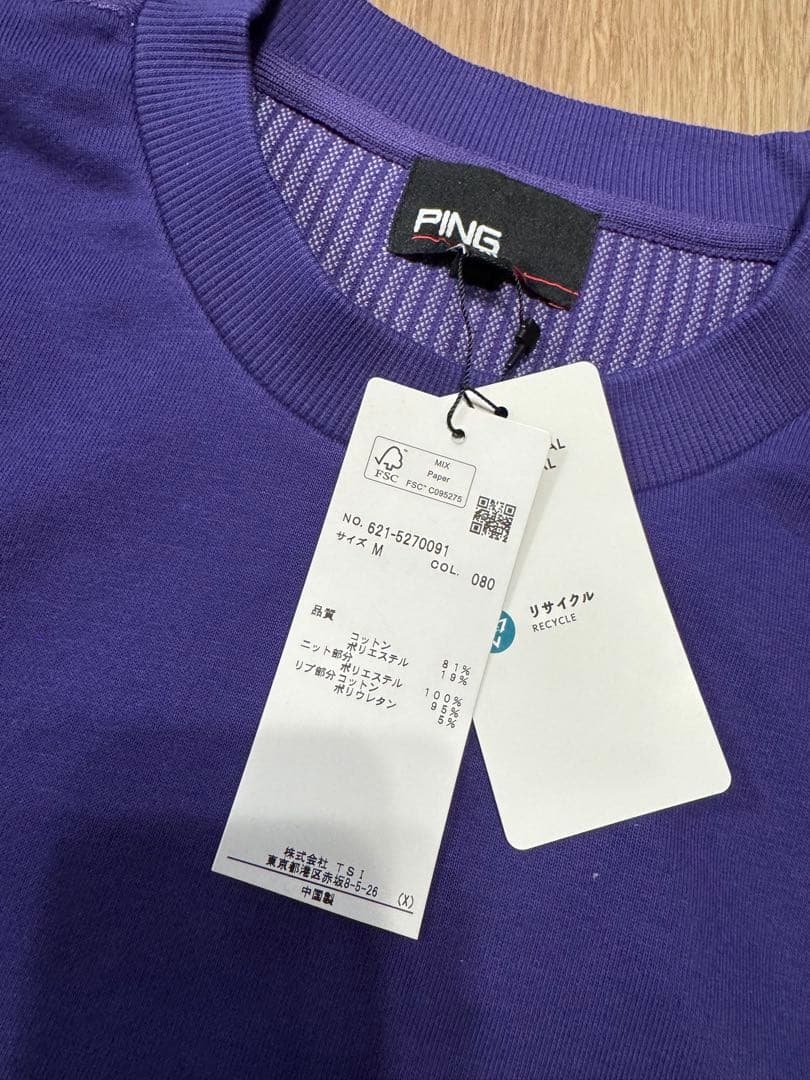 PING
FSC
MIX
Paper
FSC™ C095275
NO. 621-5270091
サイズ M COL. 080
品質
コットン 81%
ポリエステル 19%
ニット部分
ポリエステル 100%
リブ部分コットン 95%
ポリウレタン 5%
株式会社 TSI
東京都港区赤坂8-5-26 (X)
中国製
AL
AL
リサイクル
RECYCLE